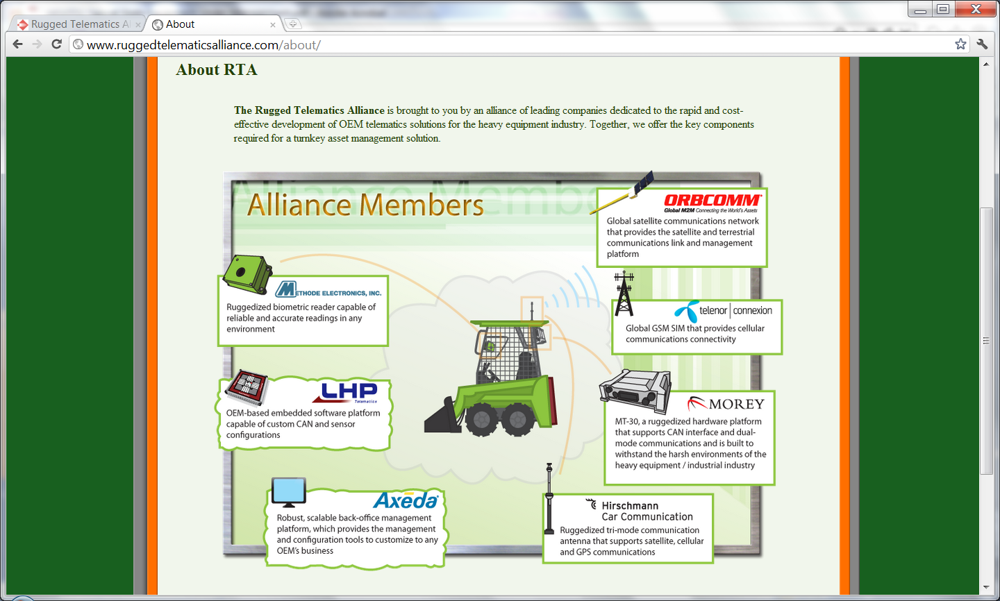 Rugged Telematics Al
About
www.ruggedtelematicsalliance.com/about/
About RTA
The Rugged Telematics Alliance is brought to you by an alliance of leading companies dedicated to the rapid and cost-
effective development of OEM telematics solutions for the heavy equipment industry. Together, we offer the key components
required for a turnkey asset management solution.
Alliance Members
Alliance Membe
ORBCOMM
Global M2M Connecting the World's Assets
Global satellite communications network
that provides the satellite and terrestrial
communications link and management
platform
METHODE ELECTRONICS, INC.
Ruggedized biometric reader capable of
reliable and accurate readings in any
environment
telenor | connexion
Global GSM SIM that provides cellular
communications connectivity
LHP
Telematics
OEM-based embedded software platform
capable of custom CAN and sensor
configurations
MOREY
MT-30, a ruggedized hardware platform
that supports CAN interface and dual-
mode communications and is built to
withstand the harsh environments of the
heavy equipment / industrial industry
Axeda
Robust, scalable back-office management
platform, which provides the management
and configuration tools to customize to any
OEM's business
Hirschmann
Car Communication
Ruggedized tri-mode communication
antenna that supports satellite, cellular
and GPS communications